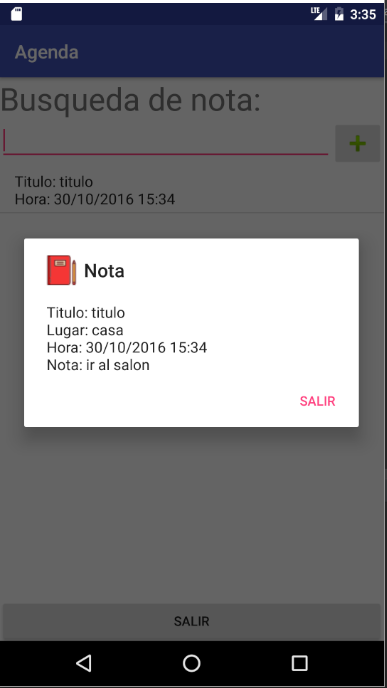 LTE 3:35
Agenda
Busqueda de nota:
Titulo: titulo
Hora: 30/10/2016 15:34
Nota
Titulo: titulo
Lugar: casa
Hora: 30/10/2016 15:34
Nota: ir al salon
SALIR
SALIR